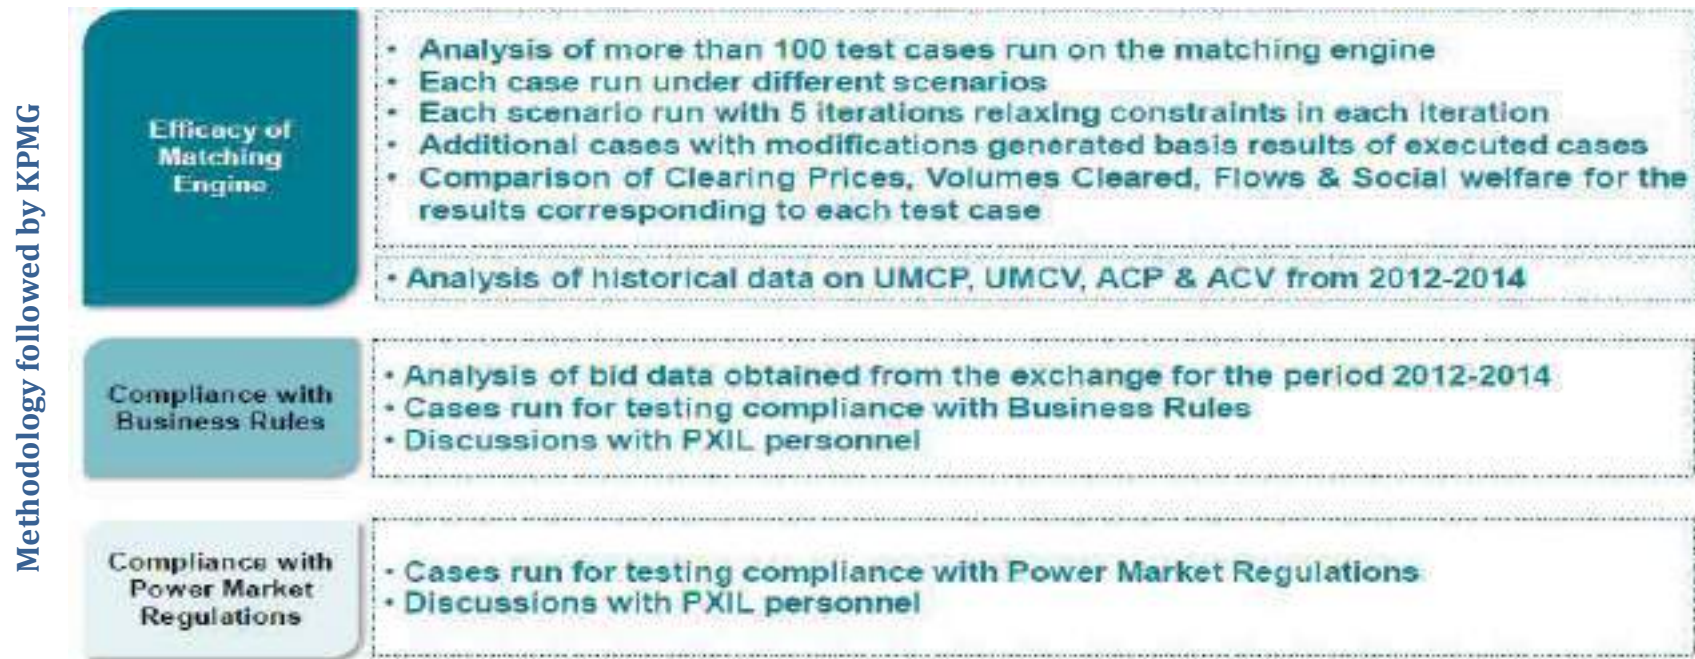 Methodology followed by KPMG
Efficacy of
Matching
Engine
• Analysis of more than 100 test cases run on the matching engine
• Each case run under different scenarios
• Each scenario run with 5 iterations relaxing constraints in each iteration
• Additional cases with modifications generated basis results of executed cases
• Comparison of Clearing Prices, Volumes Cleared, Flows & Social welfare for the
results corresponding to each test case
• Analysis of historical data on UMCP, UMCV, ACP & ACV from 2012-2014
Compliance with
Business Rules
• Analysis of bid data obtained from the exchange for the period 2012-2014
• Cases run for testing compliance with Business Rules
• Discussions with PXIL personnel
Compliance with
Power Market
Regulations
• Cases run for testing compliance with Power Market Regulations
• Discussions with PXIL personnel